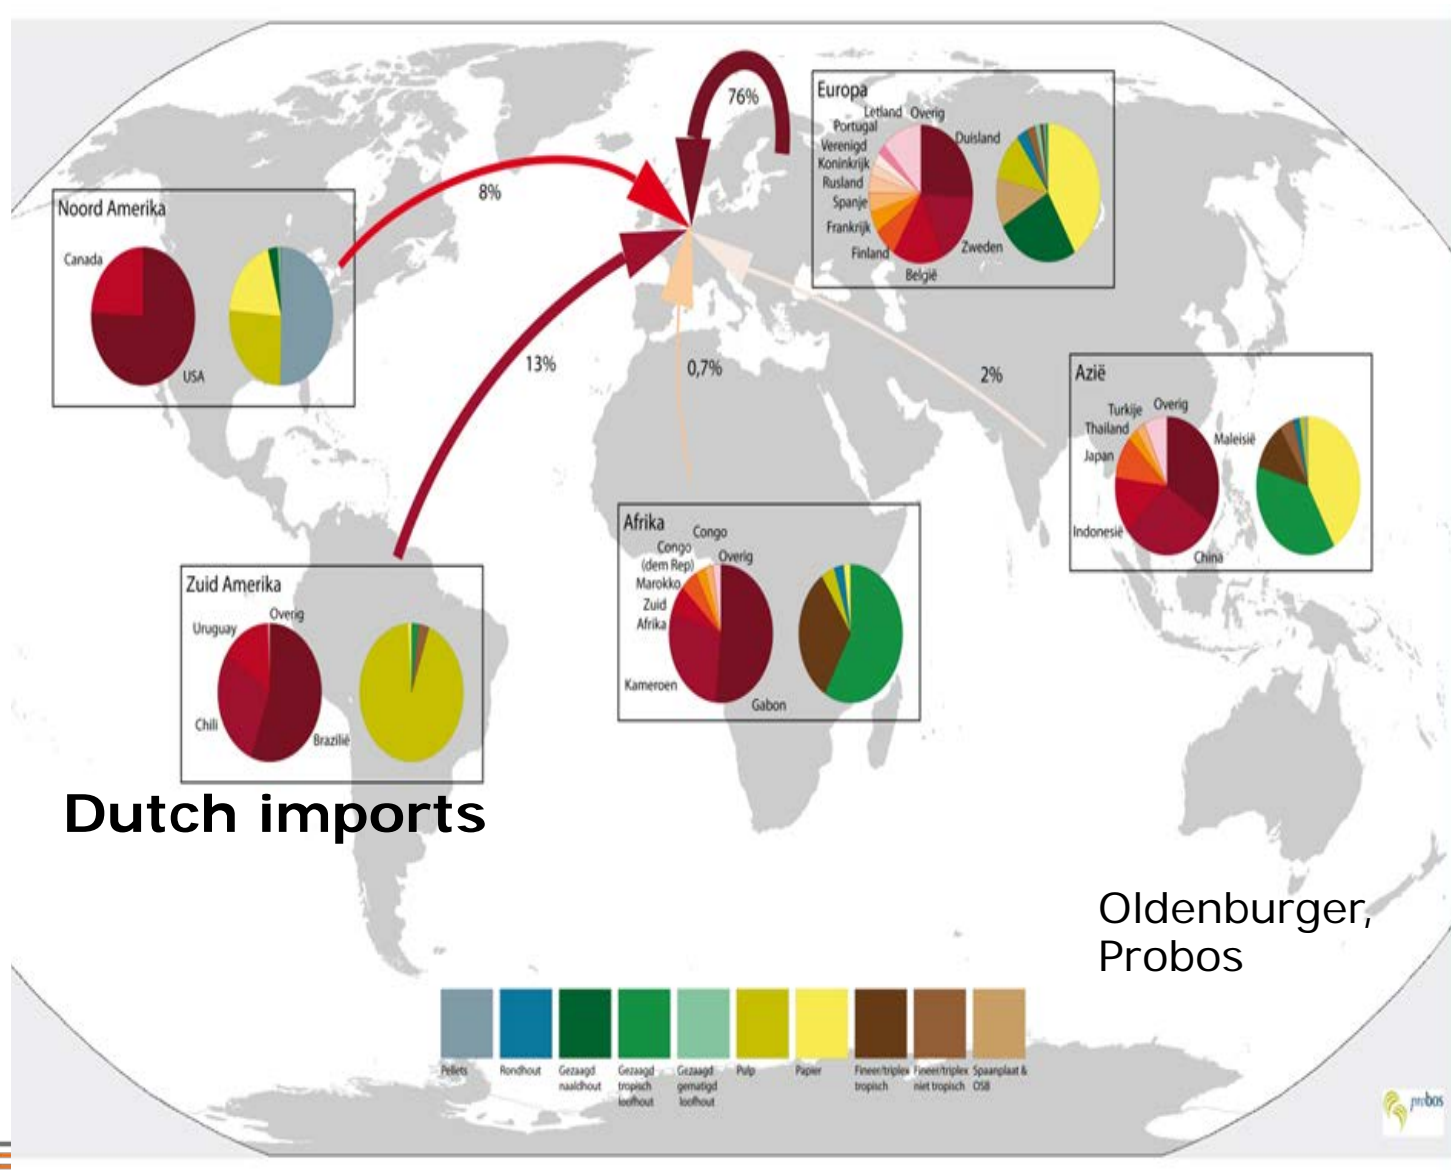 76%
8%
13%
0,7%
2%
Europa
Letland Overig
Portugal
Duisland
Verenigd
Koninkrijk
Rusland
Spanje
Frankrijk
Zweden
Finland
België
Noord Amerika
Canada
USA
Azië
Turkije Overig
Thailand
Maleisië
Japan
Indonesië
China
Afrika
Congo
Congo
(dem Rep)
Overig
Marokko
Zuid
Afrika
Kameroen
Gabon
Zuid Amerika
Overig
Uruguay
Chili
Brazilië
Dutch imports
Oldenburger,
Probos
Pellets
Rondhout
Gezaagd
naaldhout
Gezaagd
tropisch
loofhout
Gezaagd
gematigd
loofhout
Pulp
Papier
Fineer/triplex
tropisch
Fineer/triplex
niet tropisch
Spaanplaat &
OSB
probos